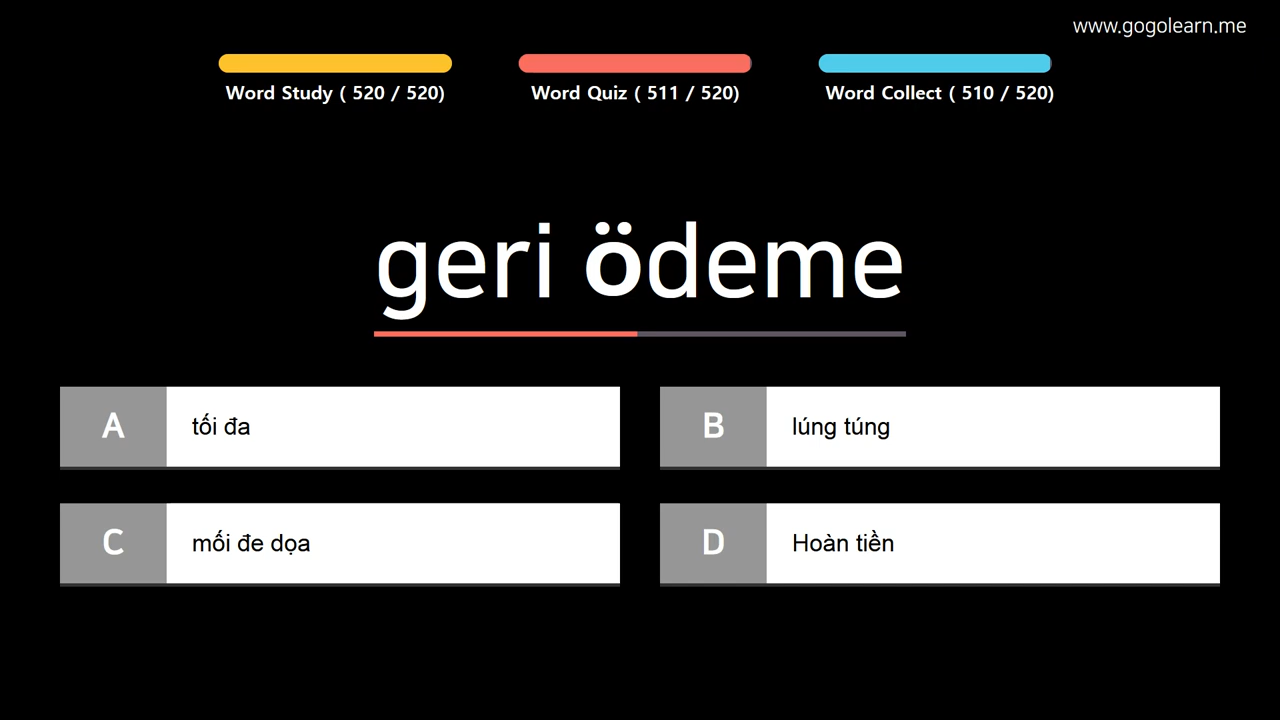 www.gogolearn.me
Word Study ( 520 / 520)
Word Quiz ( 511 / 520)
Word Collect ( 510 / 520)
geri ödeme
A
tối đa
B
lúng túng
C
mối đe dọa
D
Hoàn tiền